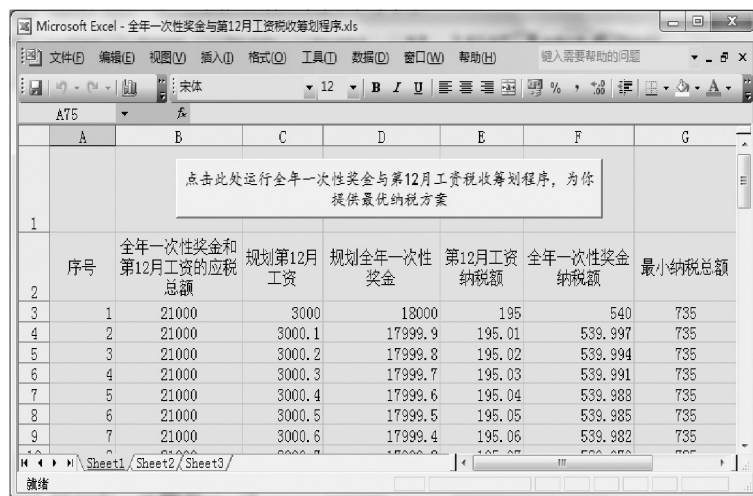 Microsoft Excel - 全年一次性奖金与第12月工资税收筹划程序.xls
文件(F) 编辑(E) 视图(V) 插入(I) 格式(O) 工具(T) 数据(D) 窗口(W) 帮助(H) 键入需要帮助的问题
宋体 12 B I U
A75 fx
A B C D E F G
点击此处运行全年一次性奖金与第12月工资税收筹划程序，为你
提供最优纳税方案
1
序号 全年一次性奖金和第12月工资的应税总额 规划第12月工资 规划全年一次性奖金 第12月工资纳税额 全年一次性奖金纳税额 最小纳税总额
2
3 1 21000 3000 18000 195 540 735
4 2 21000 3000.1 17999.9 195.01 539.997 735
5 3 21000 3000.2 17999.8 195.02 539.994 735
6 4 21000 3000.3 17999.7 195.03 539.991 735
7 5 21000 3000.4 17999.6 195.04 539.988 735
8 6 21000 3000.5 17999.5 195.05 539.985 735
9 7 21000 3000.6 17999.4 195.06 539.982 735
Sheet1 Sheet2 Sheet3
就绪